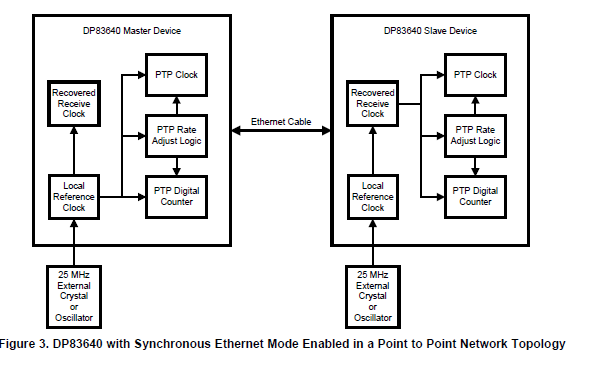 DP83640 Master Device
DP83640 Slave Device
PTP Clock
Recovered
Receive
Clock
PTP Rate
Adjust Logic
Local
Reference
Clock
PTP Digital
Counter
25 MHz
External
Crystal
or
Oscillator
Ethernet Cable
PTP Clock
Recovered
Receive
Clock
PTP Rate
Adjust Logic
Local
Reference
Clock
PTP Digital
Counter
25 MHz
External
Crystal
or
Oscillator
Figure 3. DP83640 with Synchronous Ethernet Mode Enabled in a Point to Point Network Topology